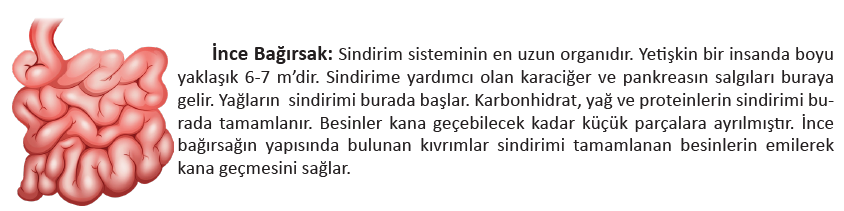 İnce Bağırsak: Sindirim sisteminin en uzun organıdır. Yetişkin bir insanda boyu
yaklaşık 6-7 m’dir. Sindirime yardımcı olan karaciğer ve pankreasın salgıları buraya
gelir. Yağların  sindirimi burada başlar. Karbonhidrat, yağ ve proteinlerin sindirimi bu-
rada tamamlanır. Besinler kana geçebilecek kadar küçük parçalara ayrılmıştır. İnce
bağırsağın yapısında bulunan kıvrımlar sindirimi tamamlanan besinlerin emilerek
kana geçmesini sağlar.